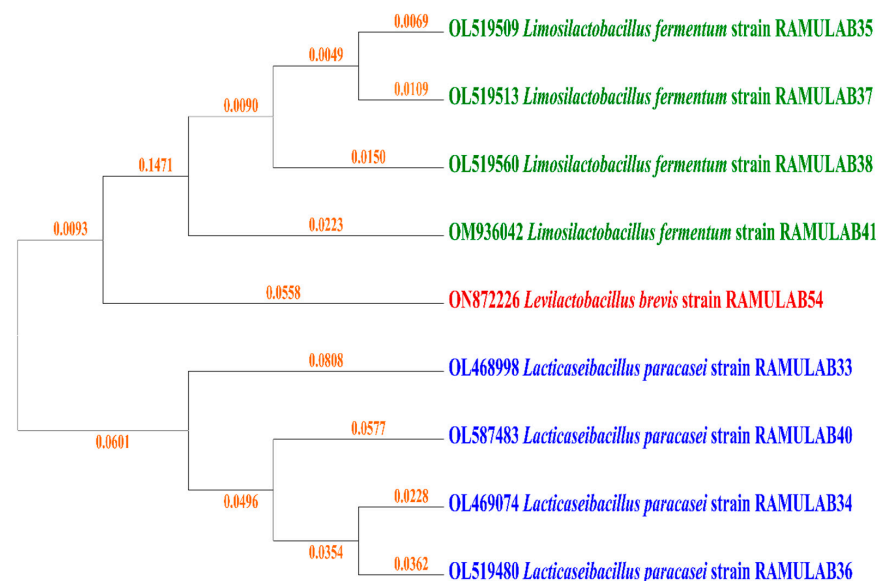 0.0069
OL519509 Limosilactobacillus fermentum strain RAMULAB35
0.0049
0.0109
OL519513 Limosilactobacillus fermentum strain RAMULAB37
0.0090
0.0150
OL519560 Limosilactobacillus fermentum strain RAMULAB38
0.1471
0.0223
OM936042 Limosilactobacillus fermentum strain RAMULAB41
0.0093
0.0558
ON872226 Levilactobacillus brevis strain RAMULAB54
0.0808
OL468998 Lacticaseibacillus paracasei strain RAMULAB33
0.0601
0.0577
OL587483 Lacticaseibacillus paracasei strain RAMULAB40
0.0496
0.0228
OL469074 Lacticaseibacillus paracasei strain RAMULAB34
0.0354
0.0362
OL519480 Lacticaseibacillus paracasei strain RAMULAB36